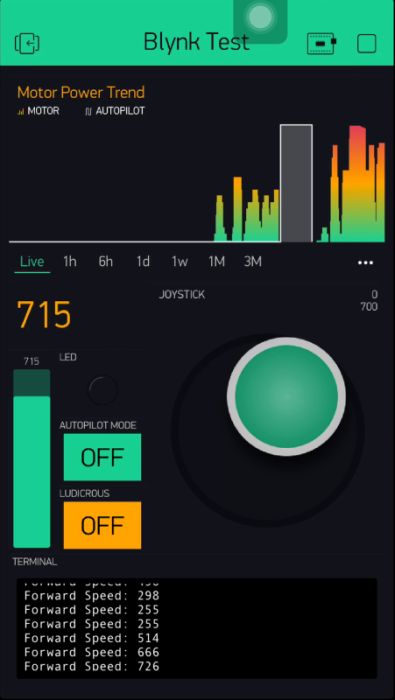 Blynk Test
Motor Power Trend
MOTOR AUTOPILOT
Live 1h 6h 1d 1w 1M 3M
715
JOYSTICK 0
700
715
LED
AUTOPILOT MODE
OFF
LUDICROUS
OFF
TERMINAL
Forward Speed:
Forward Speed: 298
Forward Speed: 255
Forward Speed: 255
Forward Speed: 514
Forward Speed: 666
Forward Speed: 726